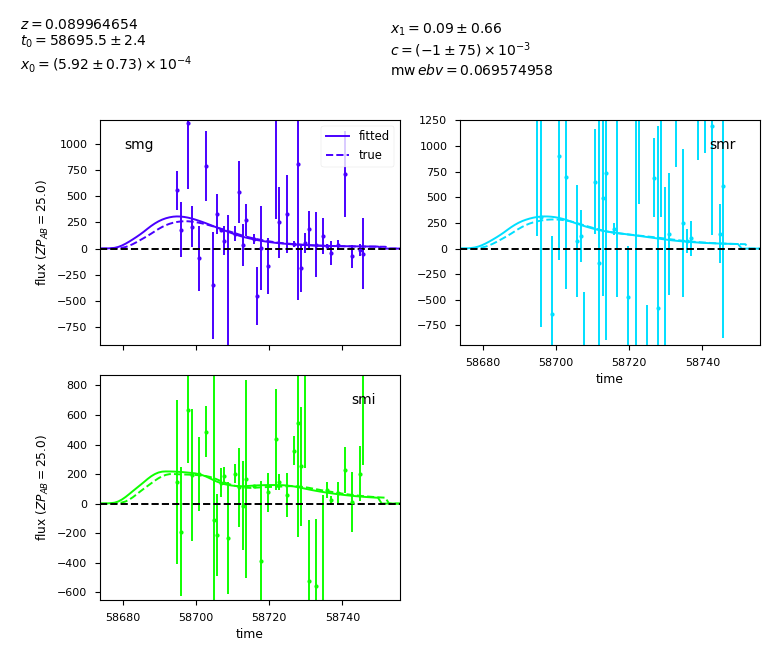 z = 0.089964654
t0 = 58695.5 ± 2.4
x0 = (5.92 ± 0.73) × 10^−4
x1 = 0.09 ± 0.66
c = (−1 ± 75) × 10^−3
mw ebv = 0.069574958
smg
fitted
true
1000
750
500
250
0
−250
−500
−750
flux (ZP_AB = 25.0)
smr
1250
1000
750
500
250
0
−250
−500
−750
58680 58700 58720 58740
time
smi
800
600
400
200
0
−200
−400
−600
flux (ZP_AB = 25.0)
58680 58700 58720 58740
time